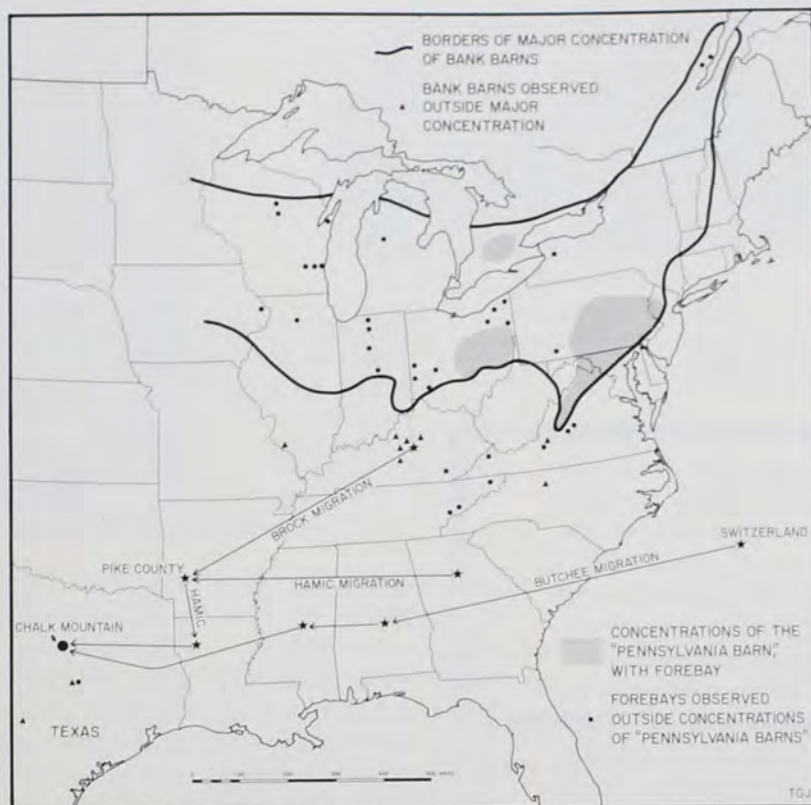 BORDERS OF MAJOR CONCENTRATION
OF BANK BARNS
BANK BARNS OBSERVED
OUTSIDE MAJOR
CONCENTRATION
BROCK MIGRATION
SWITZERLAND
PIKE COUNTY
HAMIC MIGRATION
BUTCHEE MIGRATION
HAMIC
CHALK MOUNTAIN
CONCENTRATIONS OF THE
"PENNSYLVANIA BARN,"
WITH FOREBAY
FOREBAYS OBSERVED
OUTSIDE CONCENTRATIONS
OF "PENNSYLVANIA BARNS"
TEXAS
TGJ